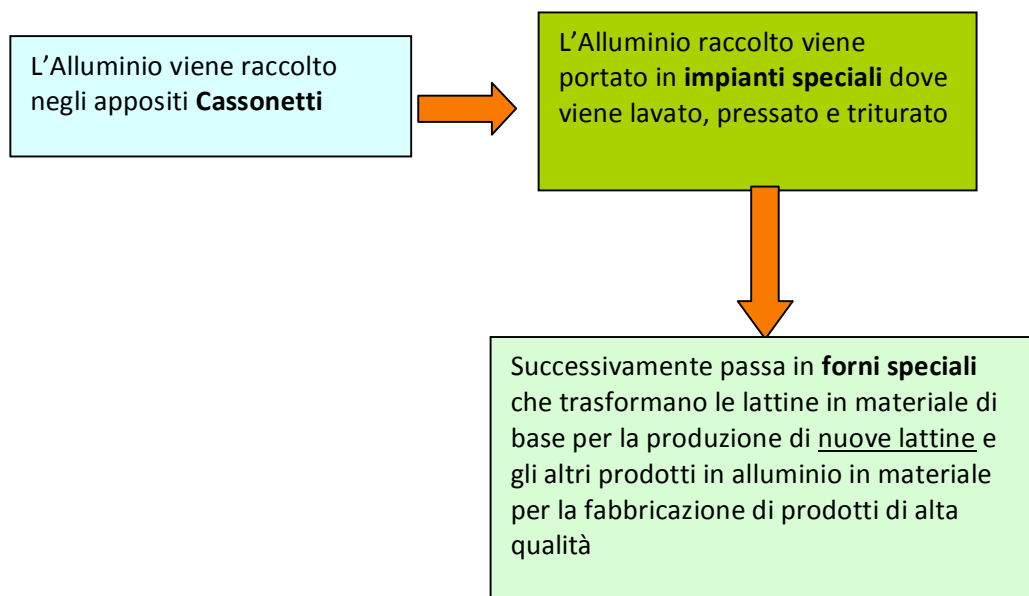 L’Alluminio viene raccolto
negli appositi Cassonetti
L’Alluminio raccolto viene
portato in impianti speciali dove
viene lavato, pressato e triturato
Successivamente passa in forni speciali
che trasformano le lattine in materiale di
base per la produzione di nuove lattine e
gli altri prodotti in alluminio in materiale
per la fabbricazione di prodotti di alta
qualità